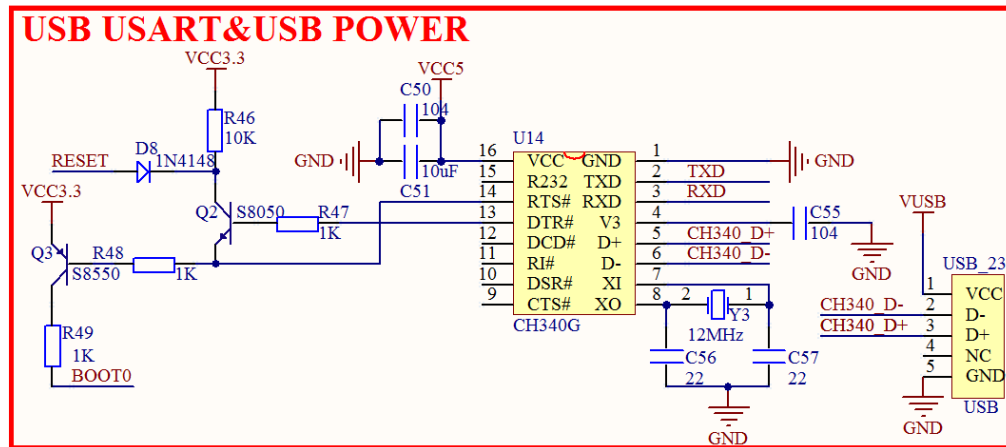 USB USART&USB POWER
VCC3.3
VCC5
C50
104
R46
10K
U14
D8
1N4148
RESET
GND
10uF
C51
16 VCC GND 1
GND
15 R232 TXD 2
TXD
14 RTS# RXD 3
RXD
13 DTR# V3 4
12 DCD# D+ 5
CH340_D+
11 RI# D- 6
CH340_D-
10 DSR# XI 7
9 CTS# XO 8
CH340G
VCC3.3
Q2
S8050
R47
1K
C55
104
GND
Q3
S8550
R48
1K
R49
1K
BOOT0
2
1
Y3
12MHz
C56
22
C57
22
GND
VUSB
USB_23
1 VCC
CH340_D-
2 D-
CH340_D+
3 D+
4 NC
5 GND
USB
GND